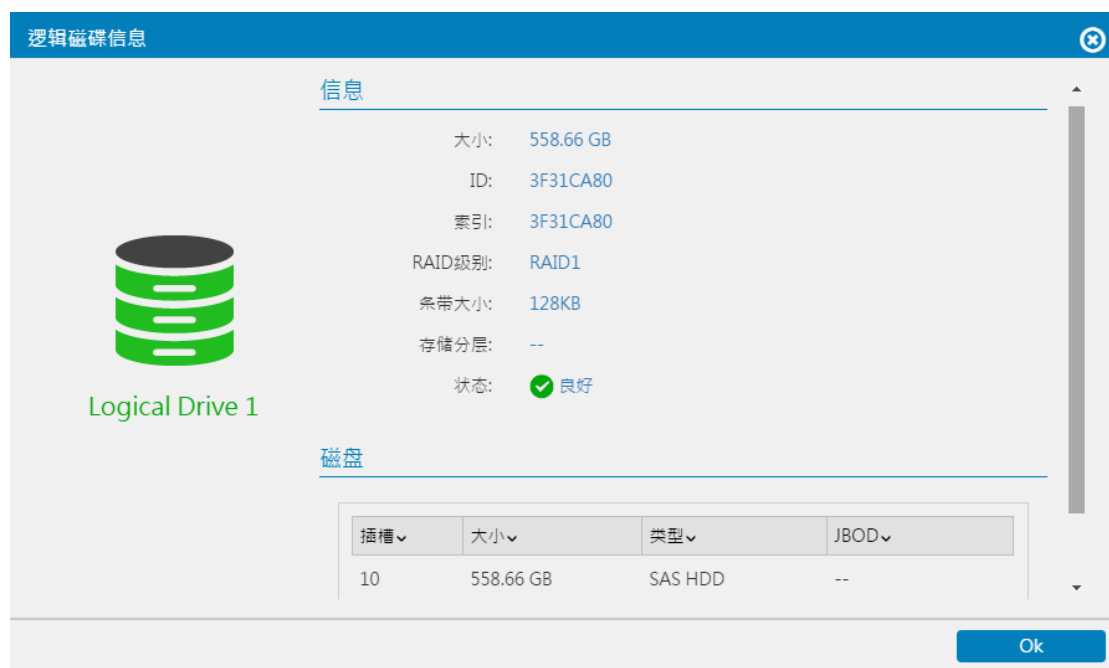 逻辑磁碟信息
信息
大小: 558.66 GB
ID: 3F31CA80
索引: 3F31CA80
RAID级别: RAID1
条带大小: 128KB
存储分层: --
状态: 良好
Logical Drive 1
磁盘
插槽 大小 类型 JBOD
10 558.66 GB SAS HDD --
Ok